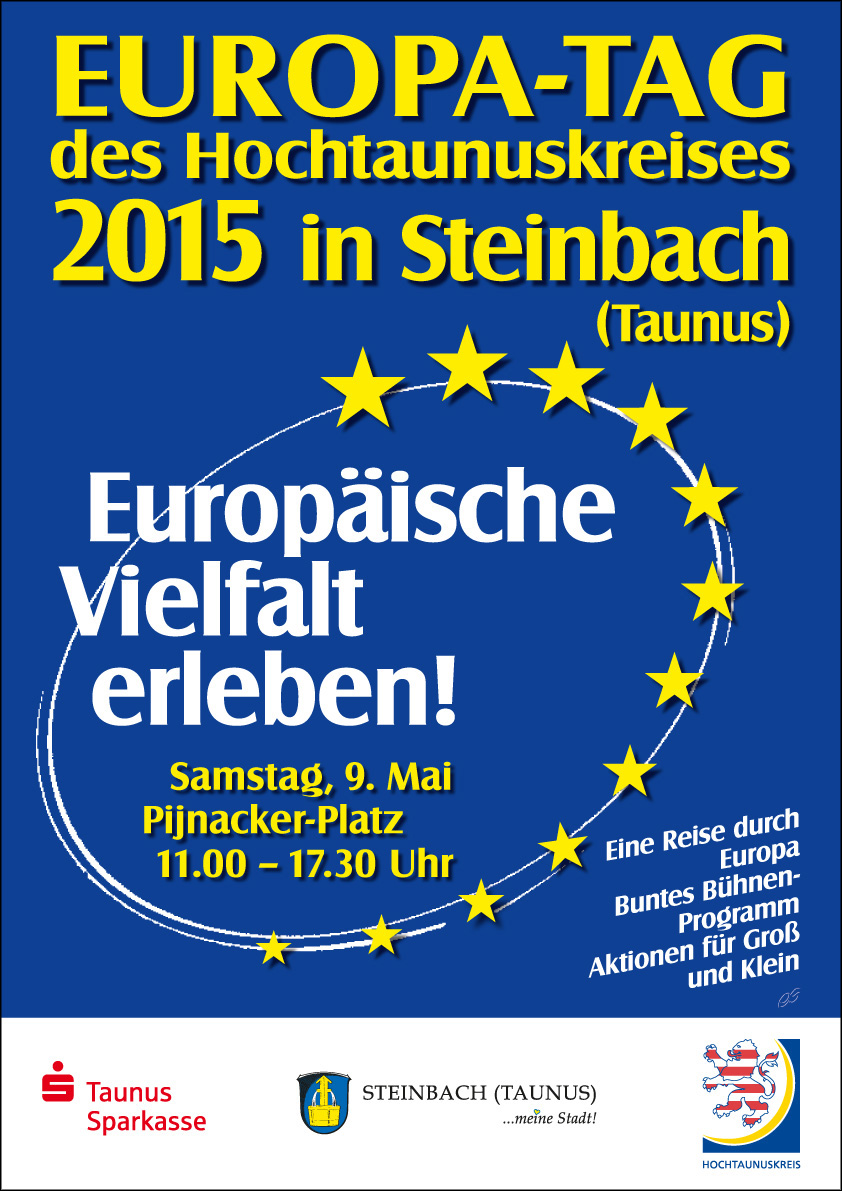 EUROPA-TAG
des Hochtaunuskreises
2015 in Steinbach
(Taunus)
Europäische
Vielfalt
erleben!
Samstag, 9. Mai
Pijnacker-Platz
11.00 – 17.30 Uhr
Eine Reise durch
Europa
Buntes Bühnen-
Programm
Aktionen für Groß
und Klein
Taunus
Sparkasse
STEINBACH (TAUNUS)
...meine Stadt!
HOCHTAUNUSKREIS